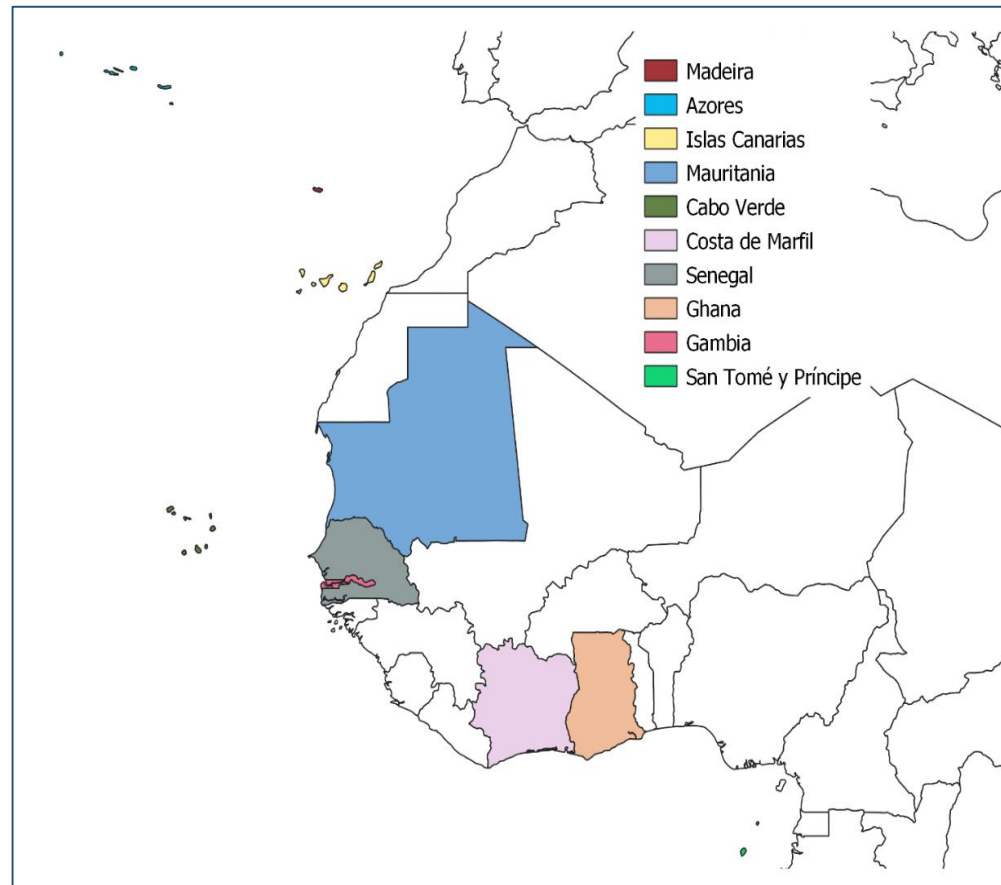 Madeira
Azores
Islas Canarias
Mauritania
Cabo Verde
Costa de Marfil
Senegal
Ghana
Gambia
San Tomé y Príncipe